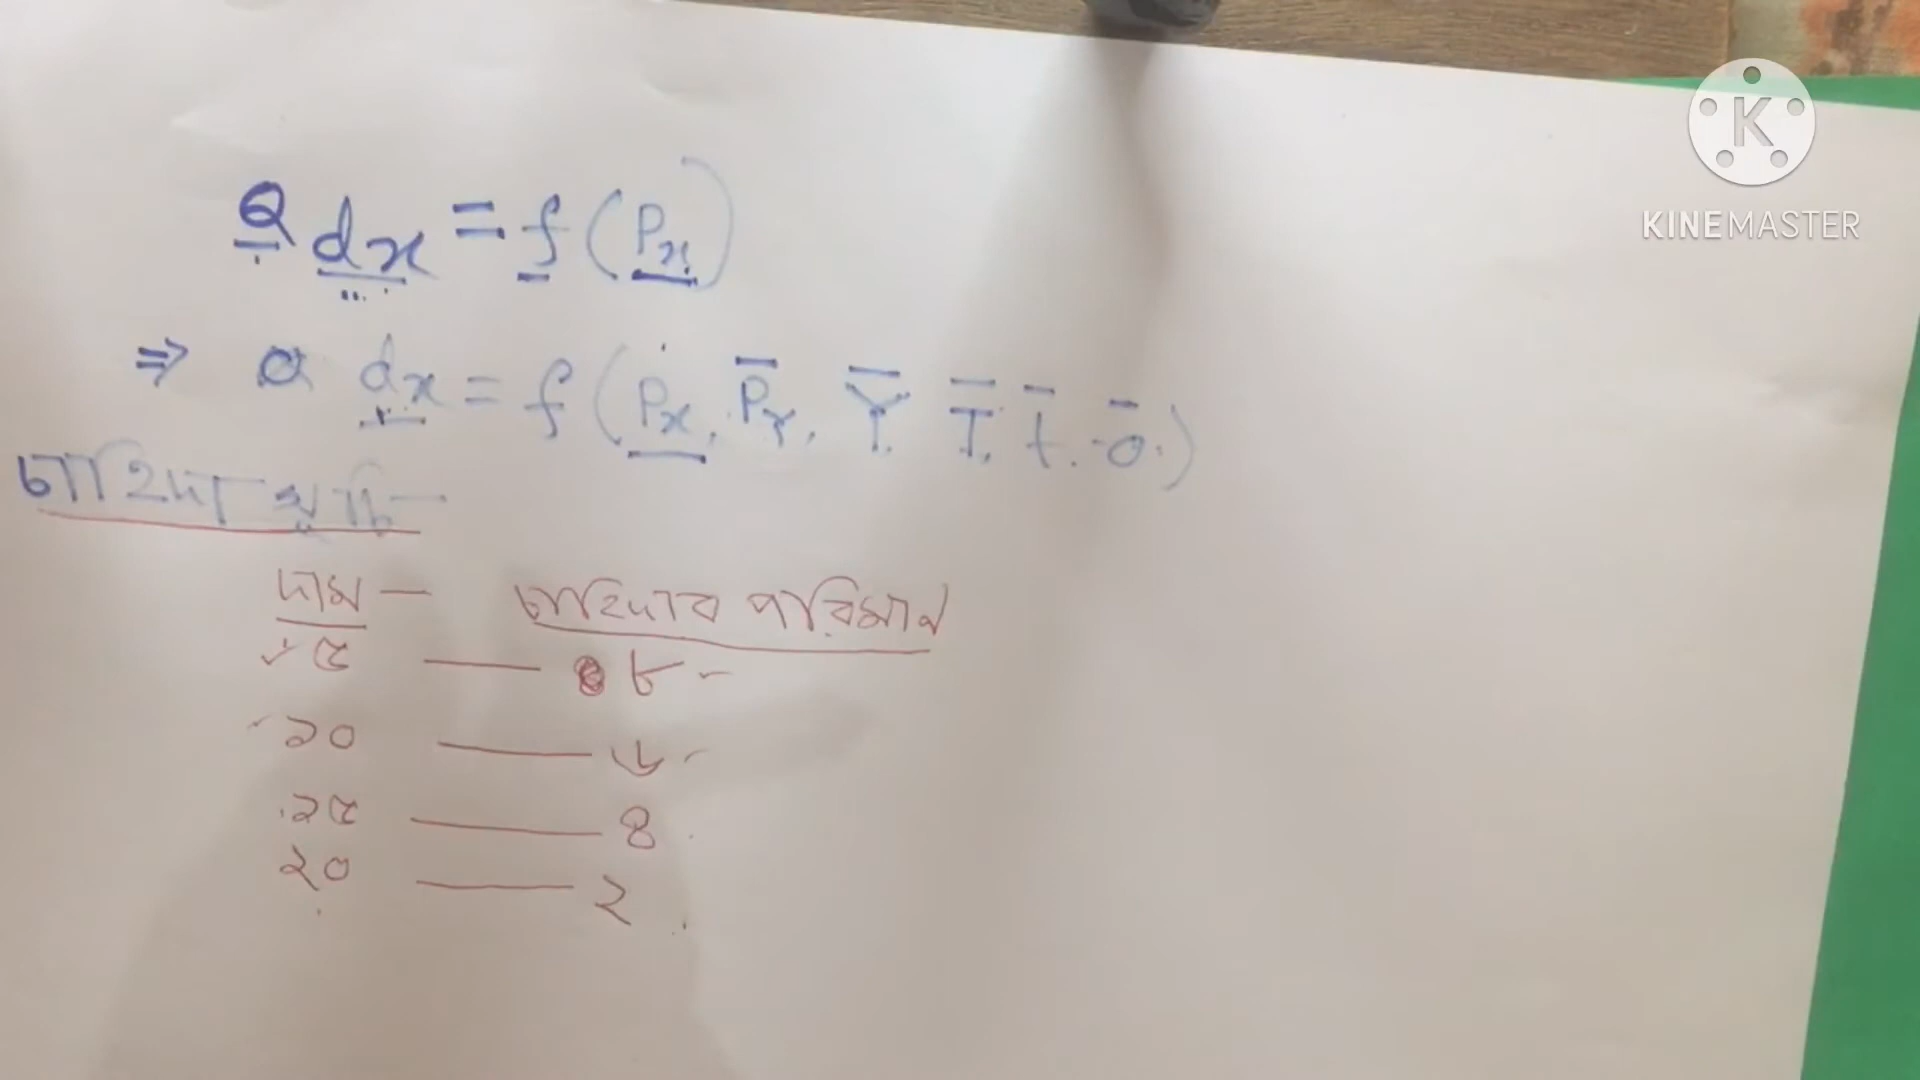 Qdx = f(Px)
⇒ Qdx = f(Px, P̅y, Y̅, T̅, t̅, o̅)
চাহিদা সূচি
দাম — চাহিদার পরিমান
৫ — ৮
১০ — ৬
১৫ — ৪
২০ — ২
K
KINEMASTER